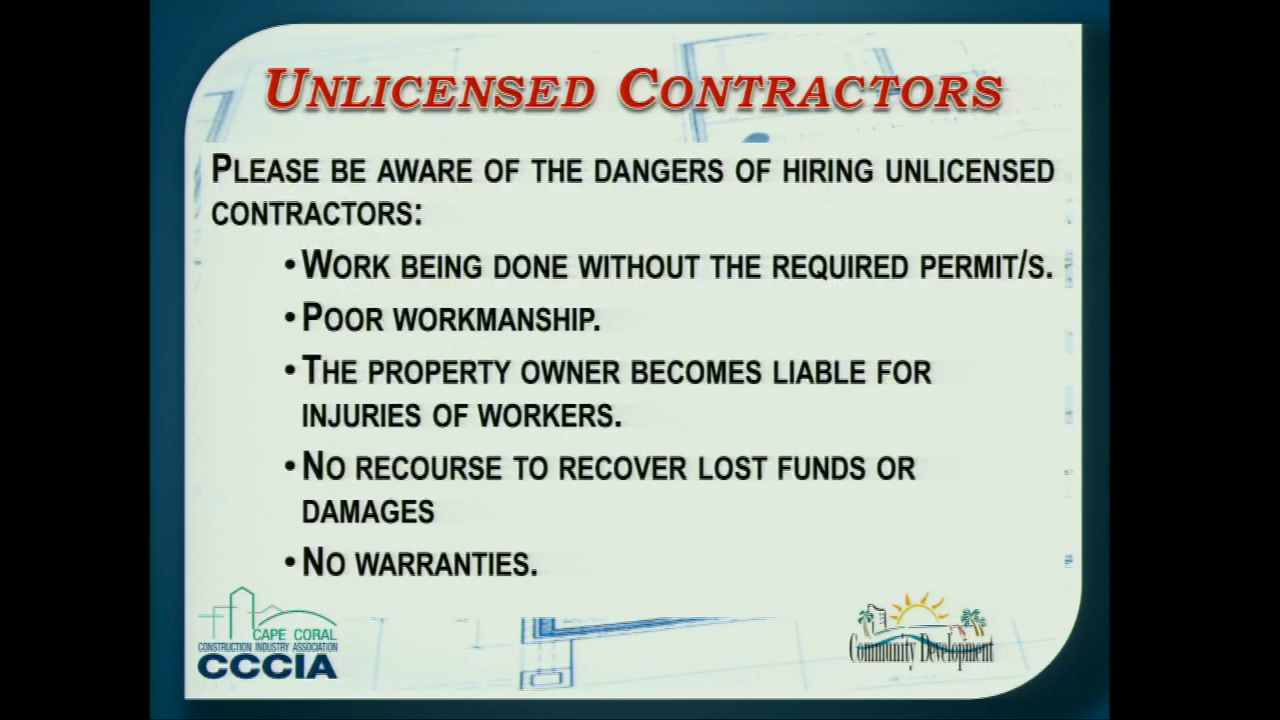 UNLICENSED CONTRACTORS
PLEASE BE AWARE OF THE DANGERS OF HIRING UNLICENSED
CONTRACTORS:
•WORK BEING DONE WITHOUT THE REQUIRED PERMIT/S.
•POOR WORKMANSHIP.
•THE PROPERTY OWNER BECOMES LIABLE FOR
INJURIES OF WORKERS.
•NO RECOURSE TO RECOVER LOST FUNDS OR
DAMAGES
•NO WARRANTIES.
CAPE CORAL
CONSTRUCTION INDUSTRY ASSOCIATION
CCCIA
Community Development